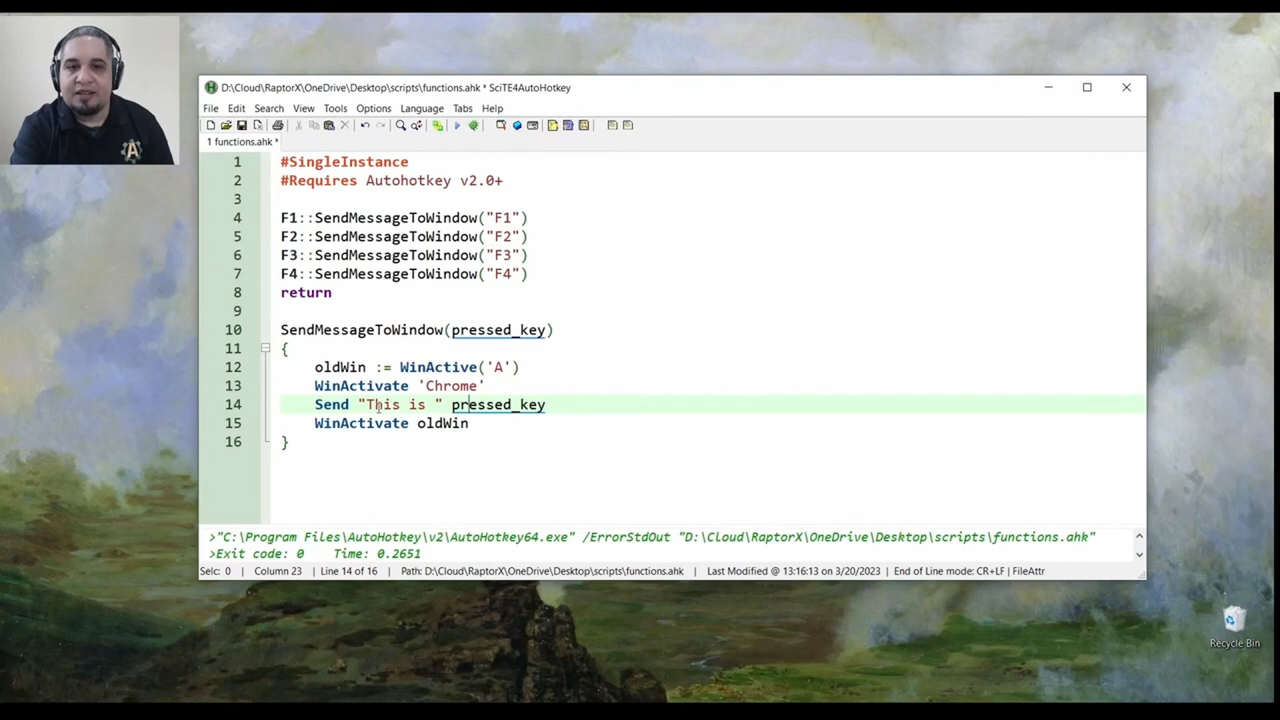 D:\Cloud\RaptorX\OneDrive\Desktop\scripts\functions.ahk * SciTE4AutoHotkey
File Edit Search View Tools Options Language Tabs Help
1 functions.ahk *
1 #SingleInstance
2 #Requires Autohotkey v2.0+
3
4 F1::SendMessageToWindow("F1")
5 F2::SendMessageToWindow("F2")
6 F3::SendMessageToWindow("F3")
7 F4::SendMessageToWindow("F4")
8 return
9
10 SendMessageToWindow(pressed_key)
11 {
12 oldWin := WinActive('A')
13 WinActivate 'Chrome'
14 Send "This is " pressed_key
15 WinActivate oldWin
16 }
>"C:\Program Files\AutoHotkey\v2\AutoHotkey64.exe" /ErrorStdOut "D:\Cloud\RaptorX\OneDrive\Desktop\scripts\functions.ahk"
>Exit code: 0 Time: 0.2651
Selc: 0 | Column 23 | Line 14 of 16 | Path: D:\Cloud\RaptorX\OneDrive\Desktop\scripts\functions.ahk | Last Modified @ 13:16:13 on 3/20/2023 | End of Line mode: CR+LF | FileAttr
Recycle Bin
A